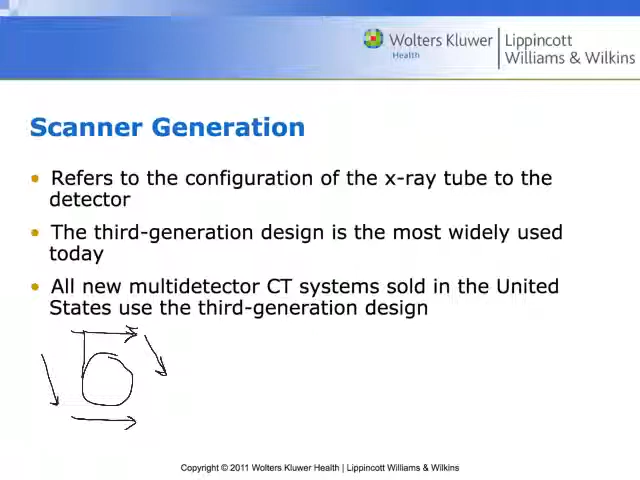 Wolters Kluwer
Health
Lippincott
Williams & Wilkins
Scanner Generation
• Refers to the configuration of the x-ray tube to the
detector
• The third-generation design is the most widely used
today
• All new multidetector CT systems sold in the United
States use the third-generation design
Copyright © 2011 Wolters Kluwer Health | Lippincott Williams & Wilkins